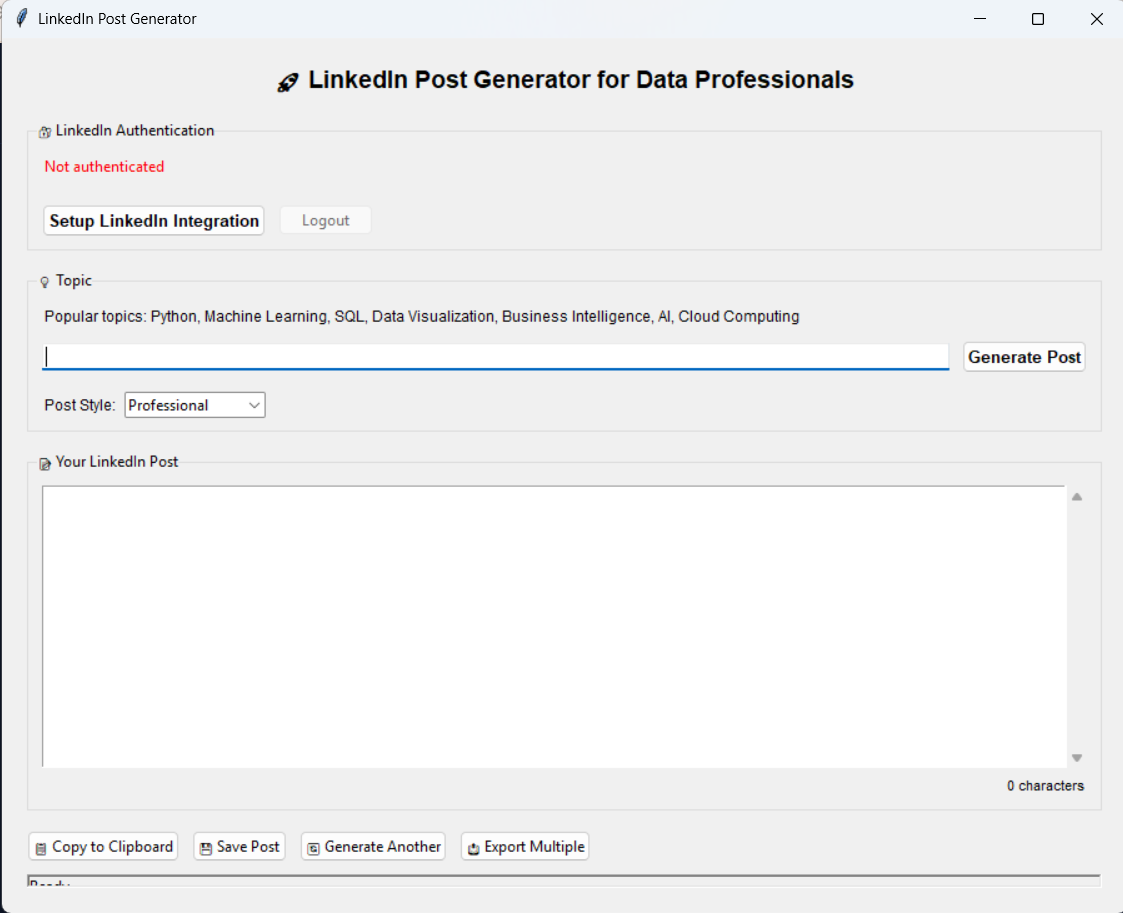 LinkedIn Post Generator
LinkedIn Post Generator for Data Professionals
LinkedIn Authentication
Not authenticated
Setup LinkedIn Integration Logout
Topic
Popular topics: Python, Machine Learning, SQL, Data Visualization, Business Intelligence, AI, Cloud Computing
Generate Post
Post Style: Professional
Your LinkedIn Post
0 characters
Copy to Clipboard Save Post Generate Another Export Multiple
Ready